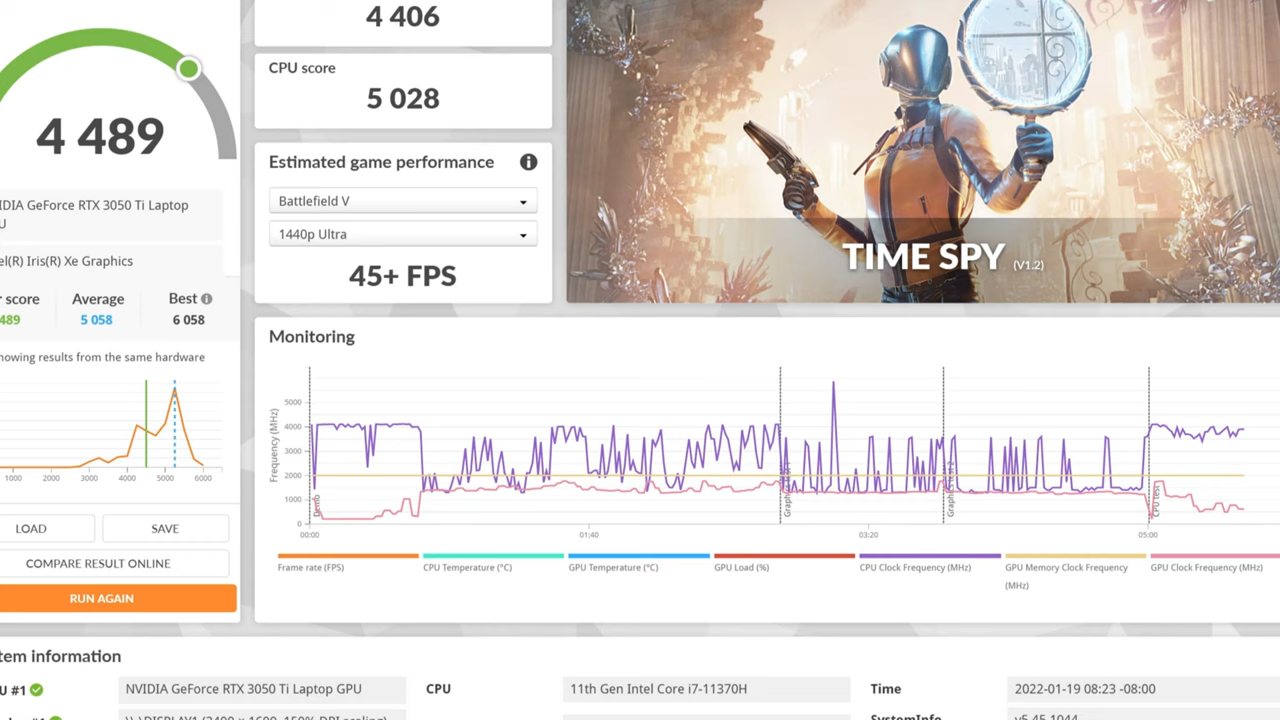 4 406
CPU score
5 028
4 489
Estimated game performance
Battlefield V
1440p Ultra
45+ FPS
TIME SPY (V1.2)
NVIDIA GeForce RTX 3050 Ti Laptop
Iris(R) Xe Graphics
score
Average
Best
489
5 058
6 058
results from the same hardware
1000
2000
3000
4000
5000
6000
LOAD
SAVE
COMPARE RESULT ONLINE
RUN AGAIN
Monitoring
Frequency (MHz)
5000
4000
3000
2000
1000
0
Demo
CPU test
00:00
01:40
03:20
05:00
Frame rate (FPS)
CPU Temperature (°C)
GPU Temperature (°C)
GPU Load (%)
CPU Clock Frequency (MHz)
GPU Memory Clock Frequency
(MHz)
GPU Clock Frequency (MHz)
tem information
U #1
NVIDIA GeForce RTX 3050 Ti Laptop GPU
CPU
11th Gen Intel Core i7-11370H
Time
2022-01-19 08:23 -08:00